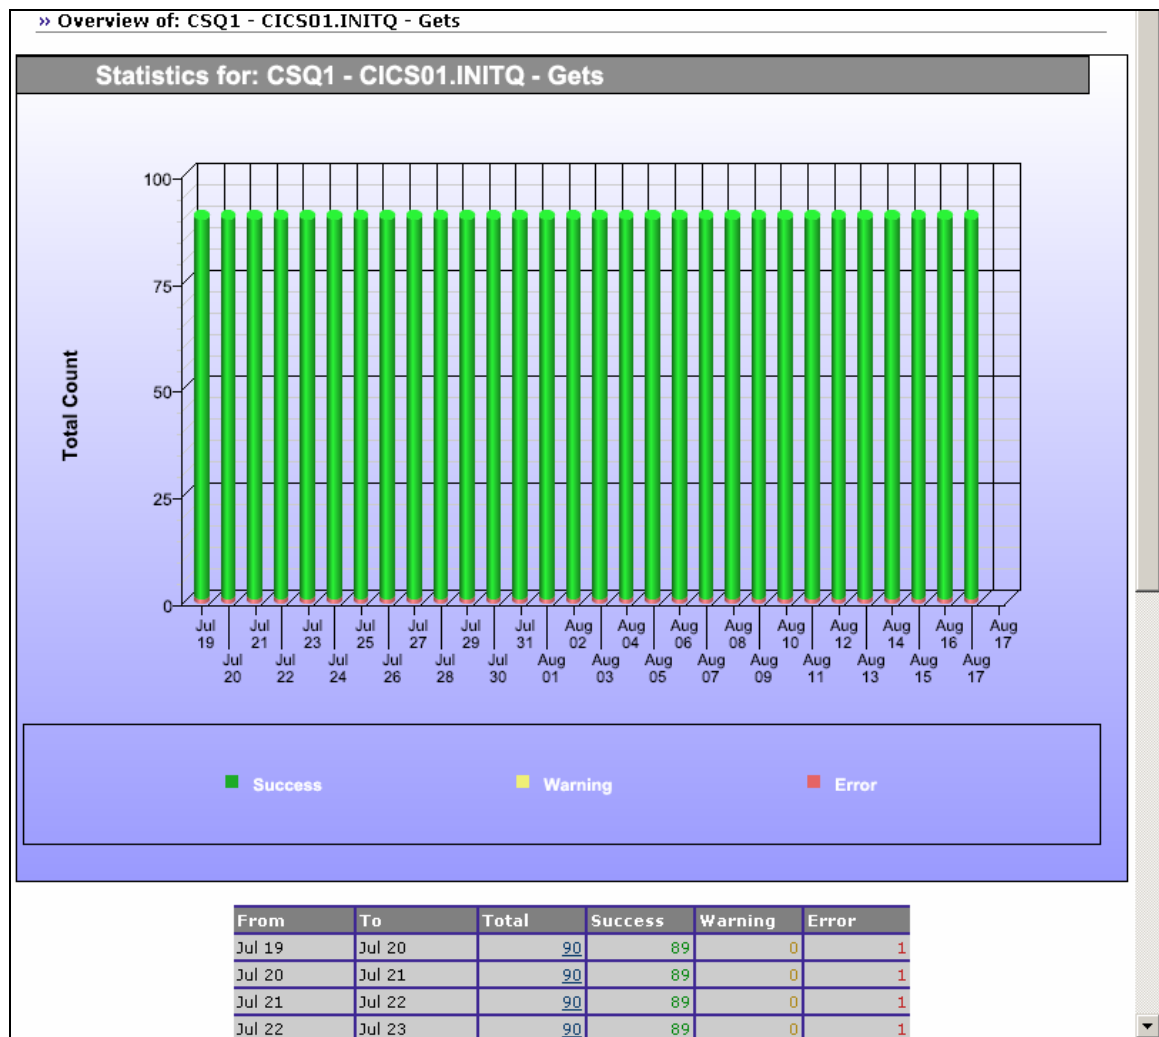 » Overview of: CSQ1 - CICS01.INITQ - Gets
Statistics for: CSQ1 - CICS01.INITQ - Gets
Total Count
100
75
50
25
0
Jul 19
Jul 20
Jul 21
Jul 22
Jul 23
Jul 24
Jul 25
Jul 26
Jul 27
Jul 28
Jul 29
Jul 30
Jul 31
Aug 01
Aug 02
Aug 03
Aug 04
Aug 05
Aug 06
Aug 07
Aug 08
Aug 09
Aug 10
Aug 11
Aug 12
Aug 13
Aug 14
Aug 15
Aug 16
Aug 17
Aug 17
Success Warning Error
From To Total Success Warning Error
Jul 19 Jul 20 90 89 0 1
Jul 20 Jul 21 90 89 0 1
Jul 21 Jul 22 90 89 0 1
Jul 22 Jul 23 90 89 0 1